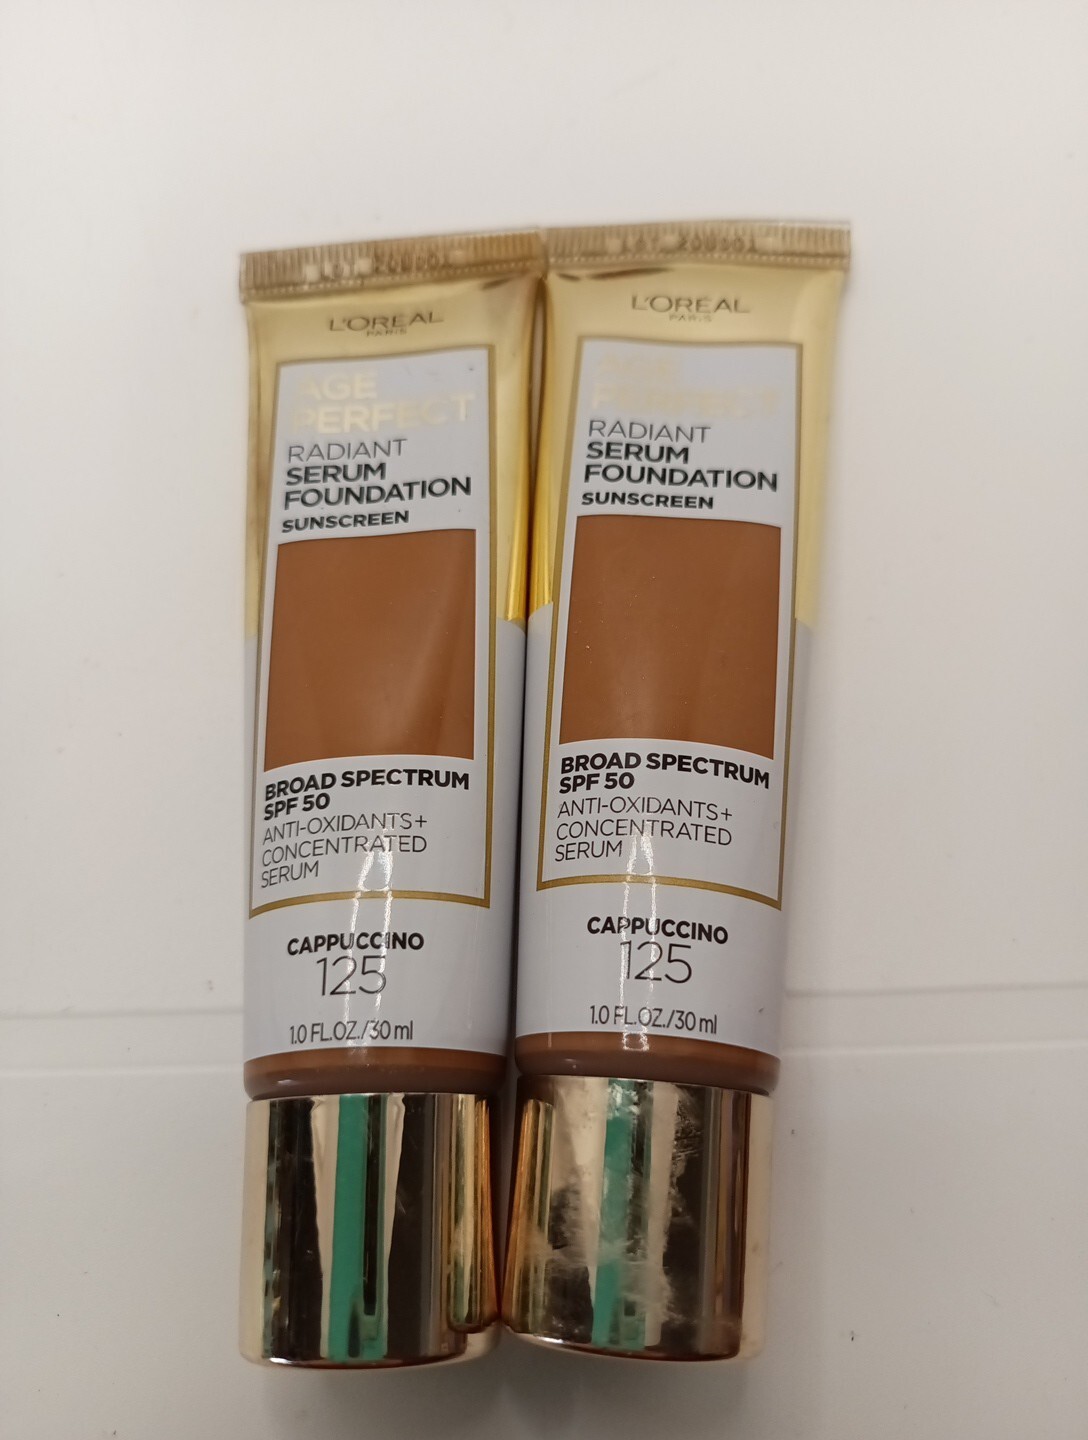 L'ORÉAL
PARIS
AGE
PERFECT
RADIANT
SERUM
FOUNDATION
SUNSCREEN
BROAD SPECTRUM
SPF 50
ANTI-OXIDANTS+
CONCENTRATED
SERUM
CAPPUCCINO
125
1.0 FL.OZ./30 ml
L'ORÉAL
PARIS
AGE
PERFECT
RADIANT
SERUM
FOUNDATION
SUNSCREEN
BROAD SPECTRUM
SPF 50
ANTI-OXIDANTS+
CONCENTRATED
SERUM
CAPPUCCINO
125
1.0 FL.OZ./30 ml